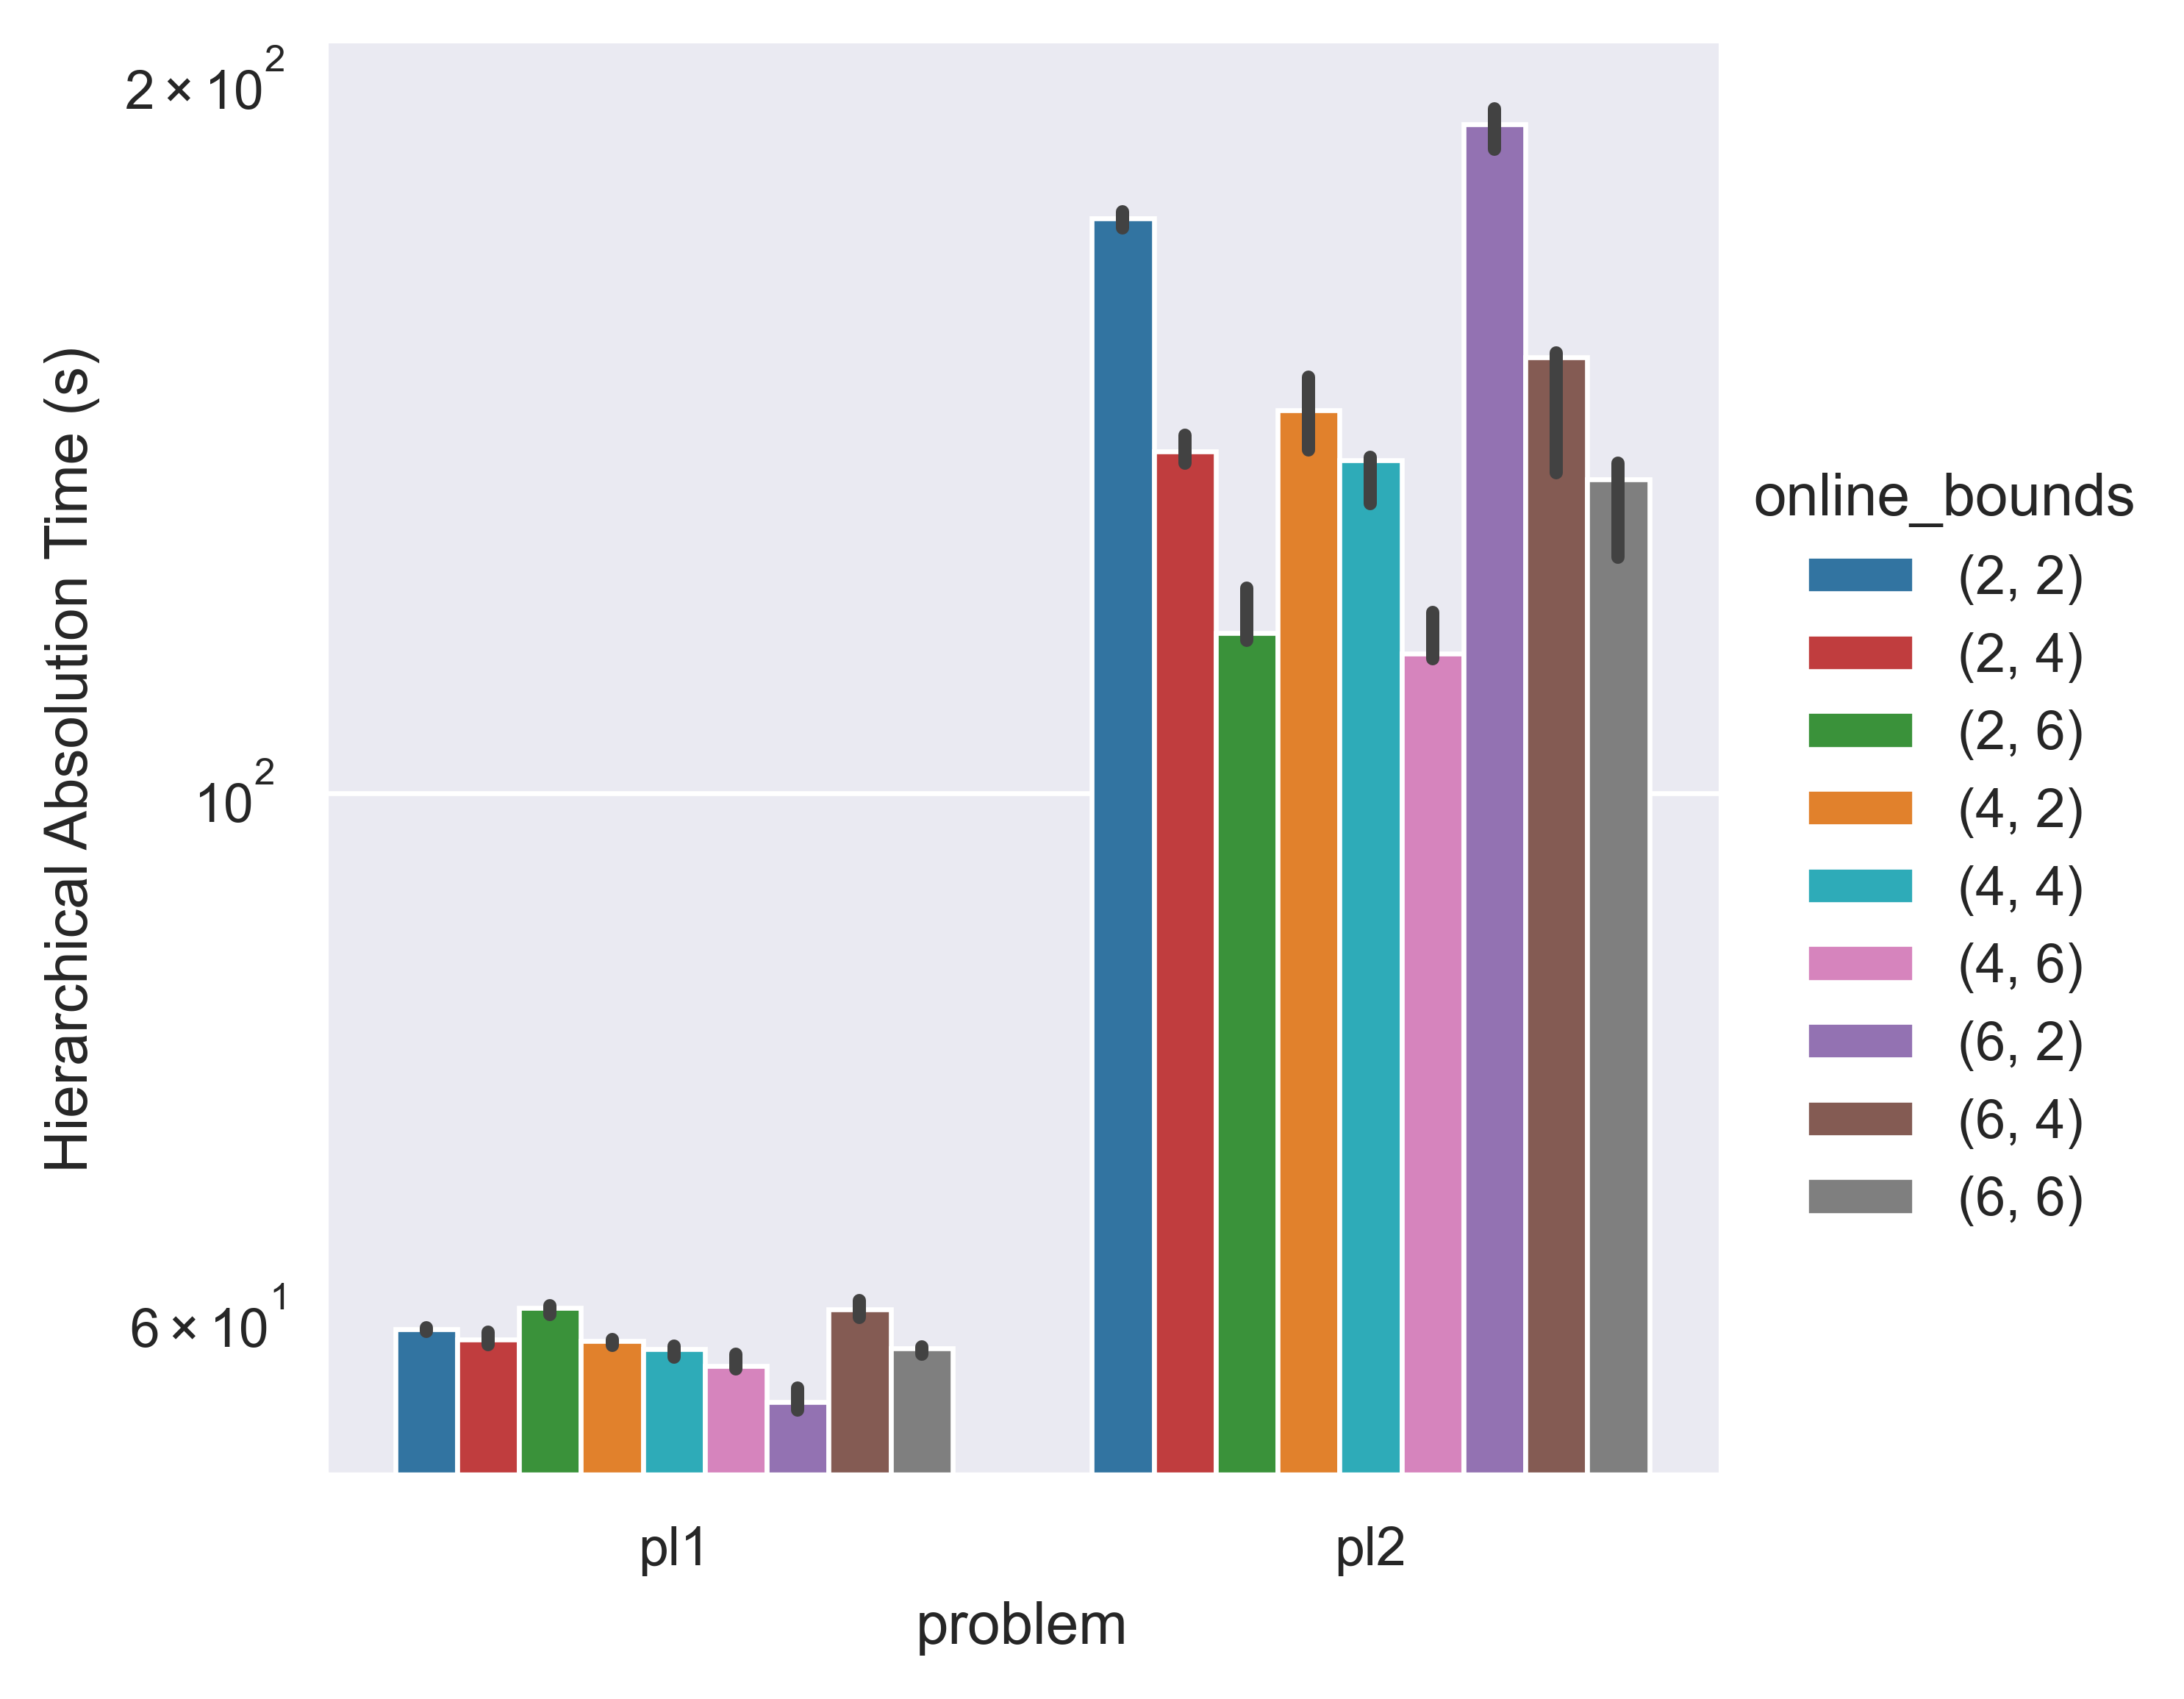 Hierarchical Absolution Time (s)
2 × 10²
10²
6 × 10¹
pl1
pl2
problem
online_bounds
(2, 2)
(2, 4)
(2, 6)
(4, 2)
(4, 4)
(4, 6)
(6, 2)
(6, 4)
(6, 6)